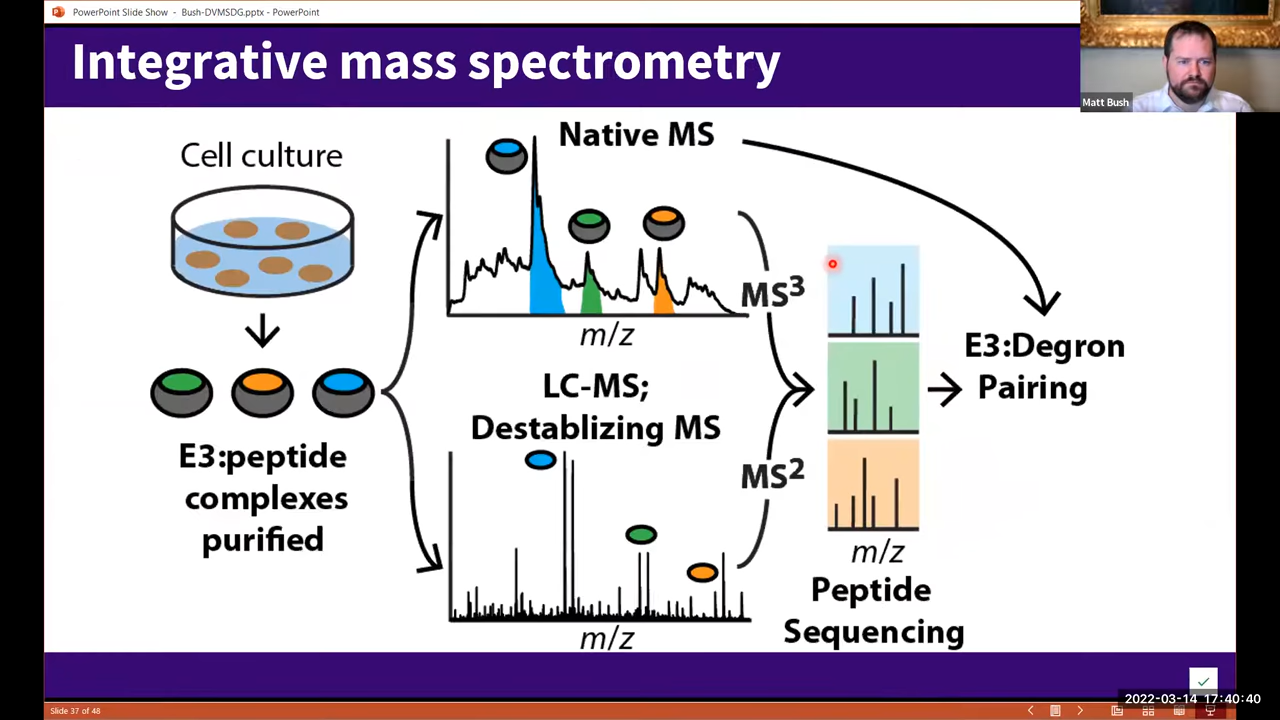 PowerPoint Slide Show - Bush-DVMSDG.pptx - PowerPoint
Integrative mass spectrometry
Matt Bush
Cell culture
E3:peptide
complexes
purified
Native MS
m/z
LC-MS;
Destablizing MS
m/z
MS³
MS²
m/z
Peptide
Sequencing
E3:Degron
Pairing
2022-03-14 17:40:40
Slide 37 of 48